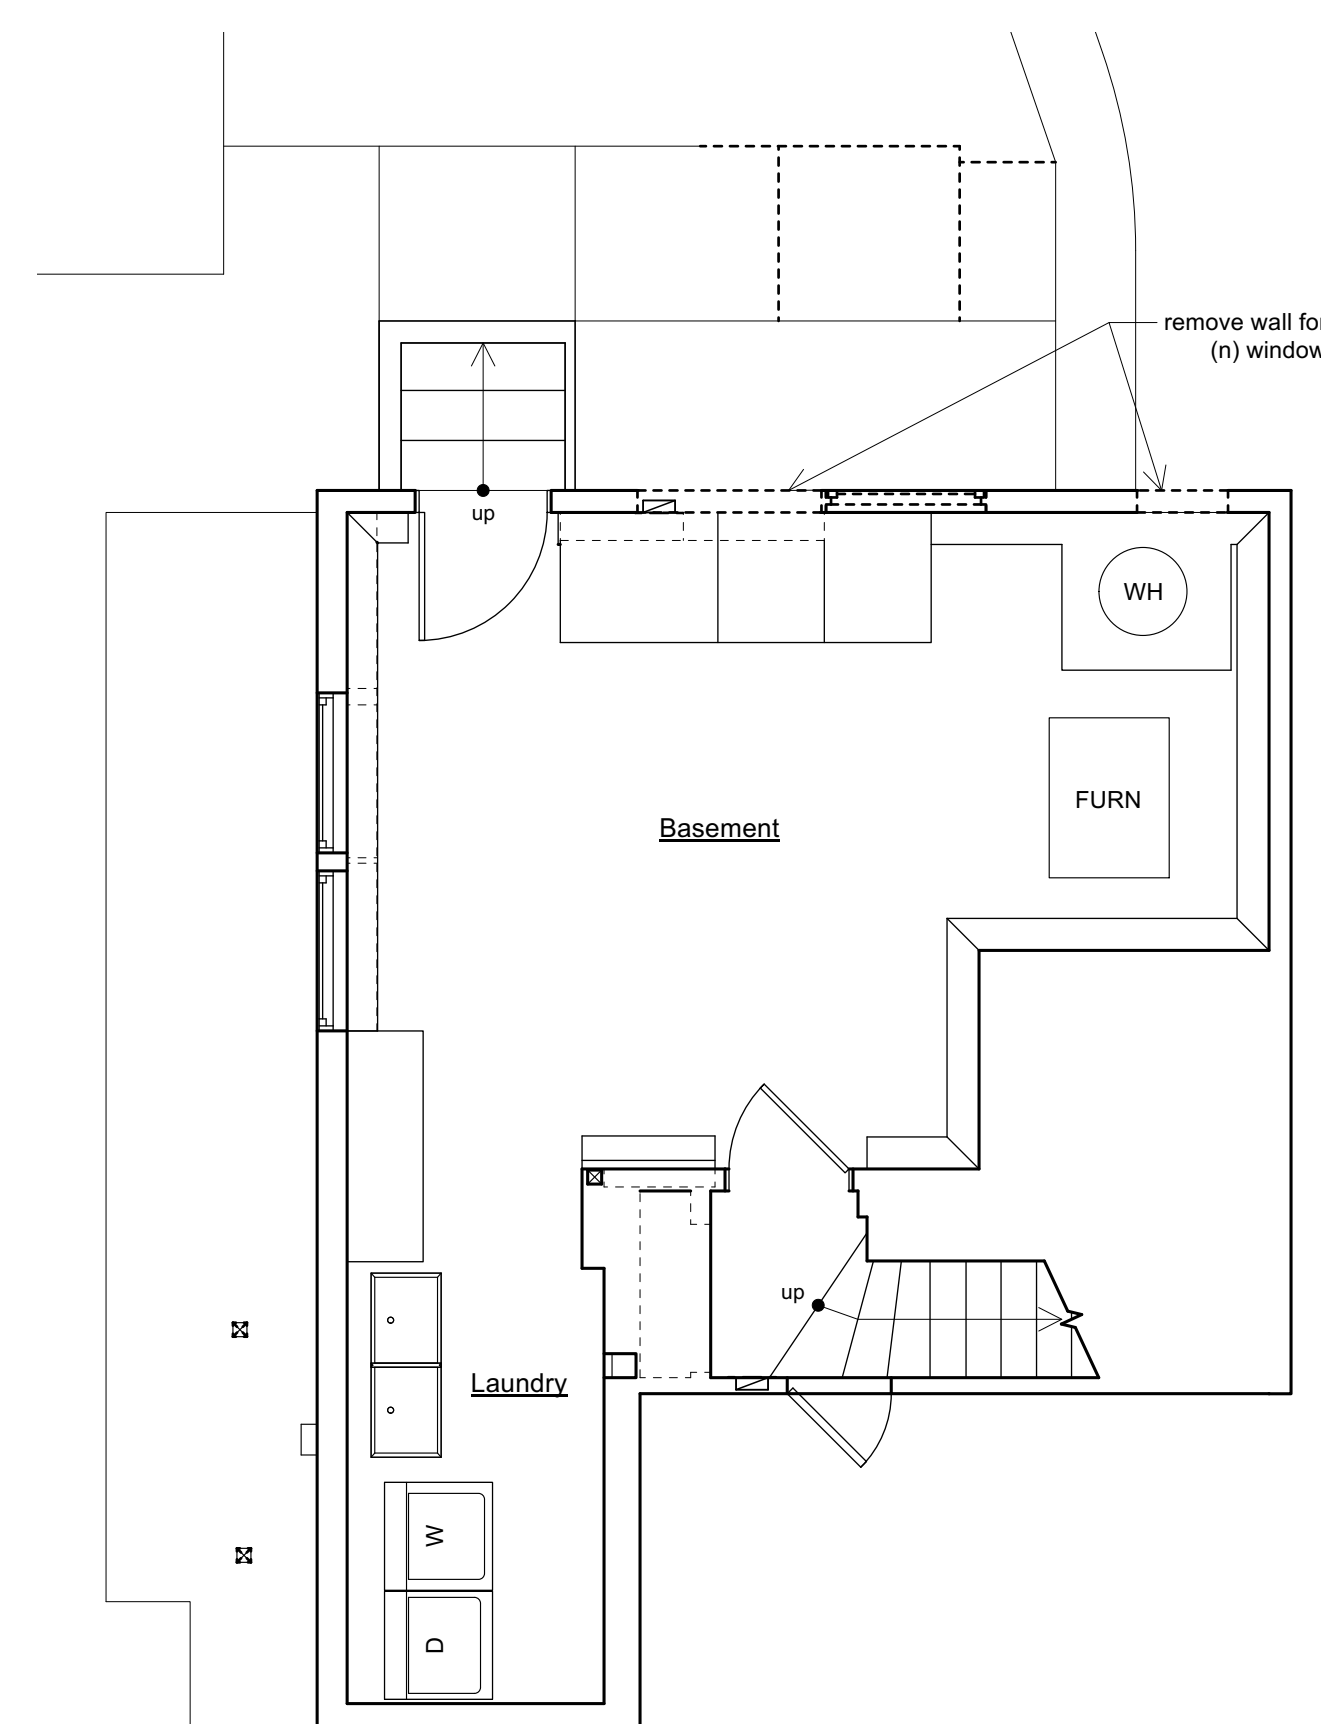 remove wall for
(n) window
up
WH
FURN
Basement
up
Laundry
W
D